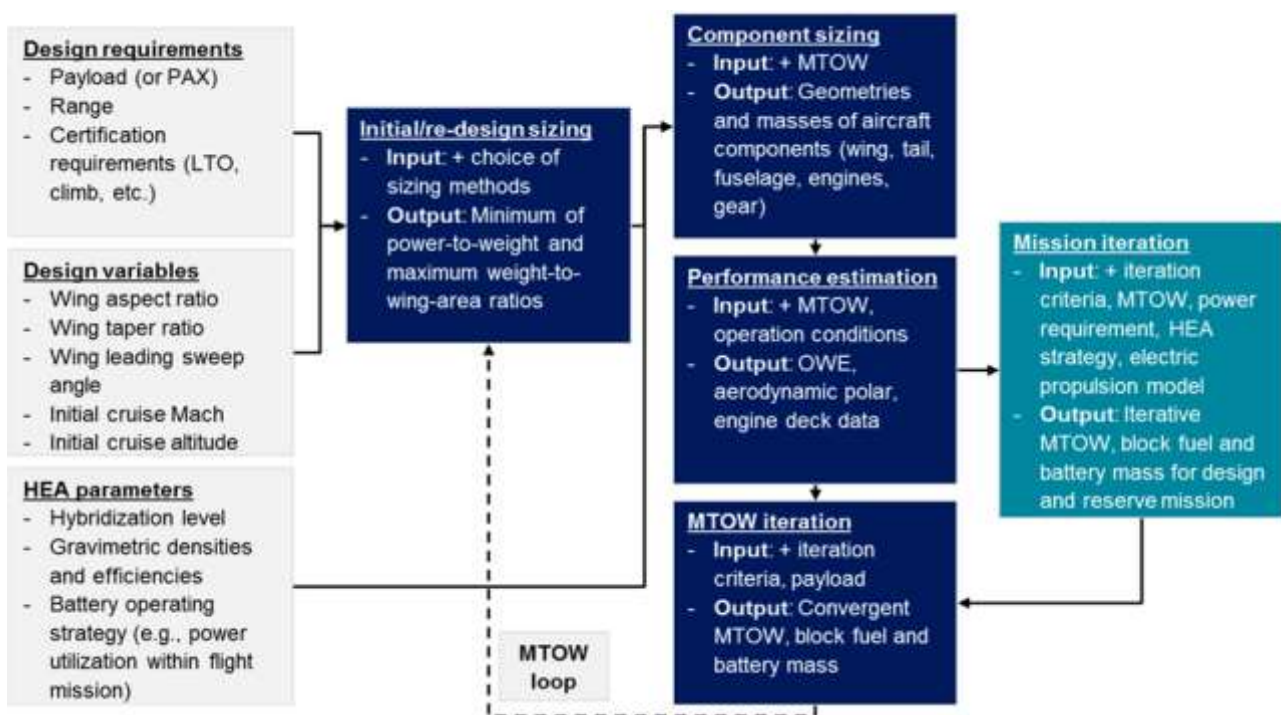 Design requirements
- Payload (or PAX)
- Range
- Certification
requirements (LTO,
climb, etc.)
Design variables
- Wing aspect ratio
- Wing taper ratio
- Wing leading sweep
angle
- Initial cruise Mach
- Initial cruise altitude
HEA parameters
- Hybridization level
- Gravimetric densities
and efficiencies
- Battery operating
strategy (e.g., power
utilization within flight
mission)
Initial/re-design sizing
- Input: + choice of
sizing methods
- Output: Minimum of
power-to-weight and
maximum weight-to-
wing-area ratios
MTOW
loop
Component sizing
- Input: + MTOW
- Output: Geometries
and masses of aircraft
components (wing, tail,
fuselage, engines,
gear)
Performance estimation
- Input: + MTOW,
operation conditions
- Output: OWE,
aerodynamic polar,
engine deck data
MTOW iteration
- Input: + iteration
criteria, payload
- Output: Convergent
MTOW, block fuel and
battery mass
Mission iteration
- Input: + iteration
criteria, MTOW, power
requirement, HEA
strategy, electric
propulsion model
- Output: Iterative
MTOW, block fuel and
battery mass for design
and reserve mission